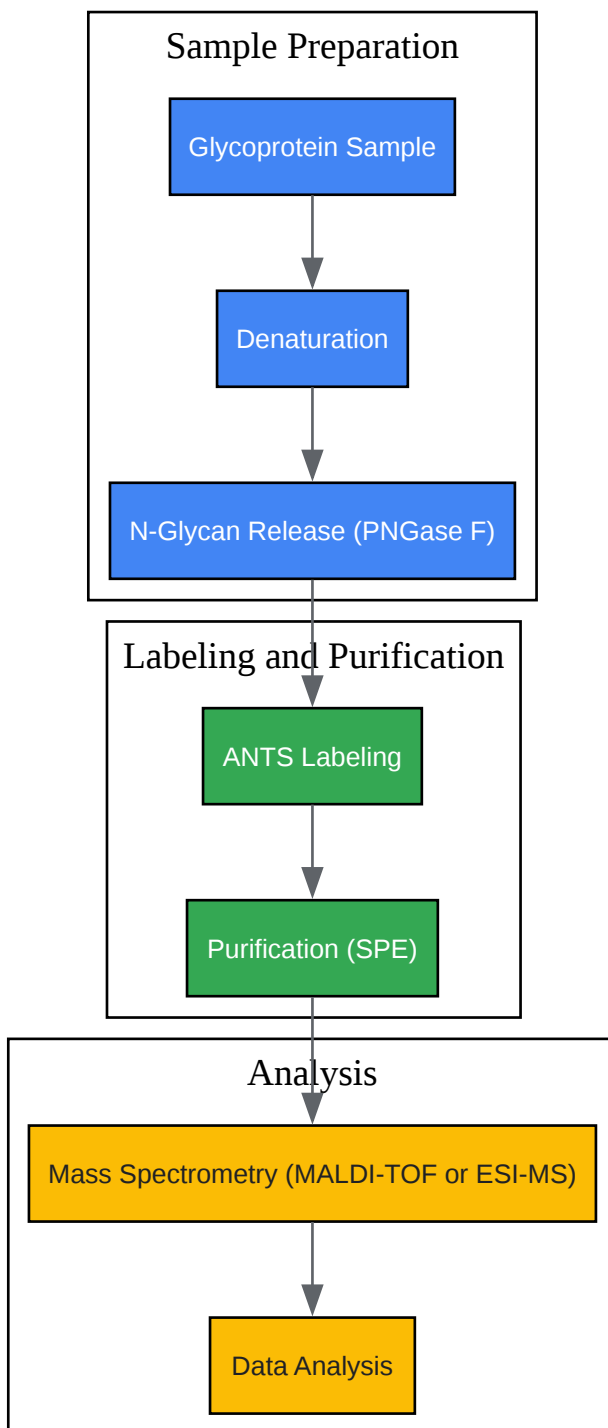 Sample Preparation
Glycoprotein Sample
Denaturation
N-Glycan Release (PNGase F)
Labeling and Purification
ANTS Labeling
Purification (SPE)
Analysis
Mass Spectrometry (MALDI-TOF or ESI-MS)
Data Analysis